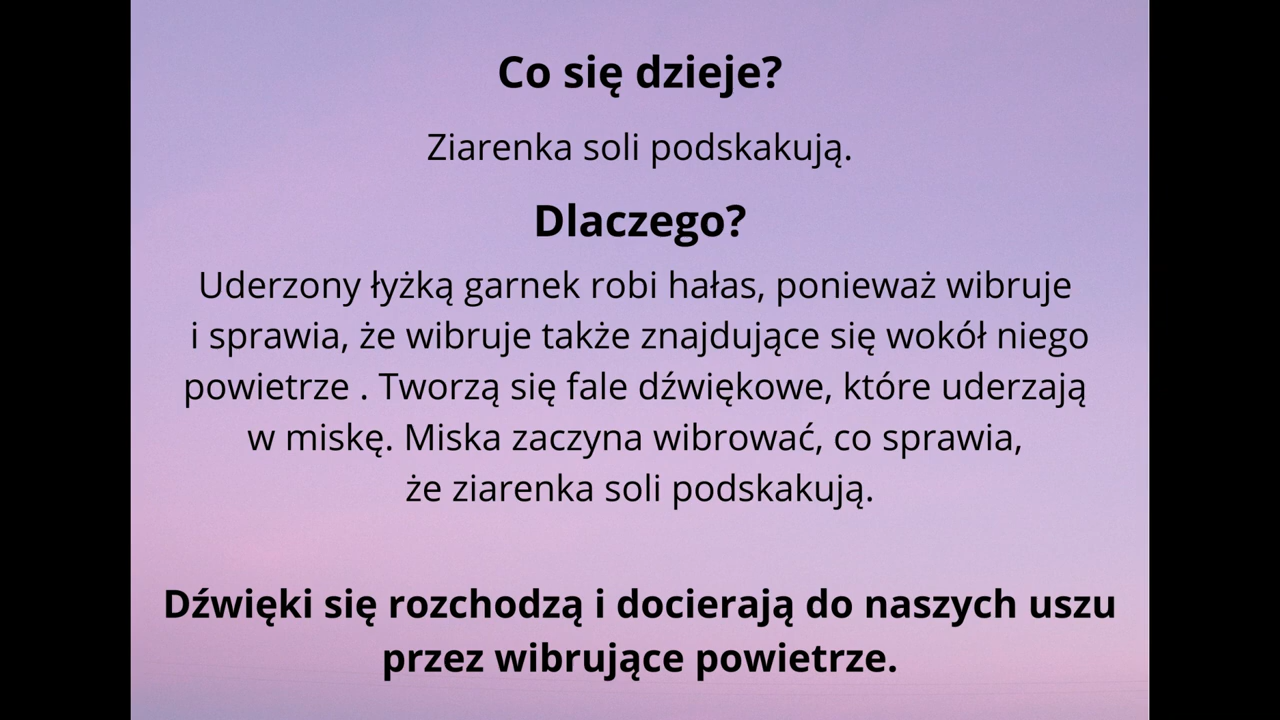 Co się dzieje?
Ziarenka soli podskakują.
Dlaczego?
Uderzony łyżką garnek robi hałas, ponieważ wibruje
i sprawia, że wibruje także znajdujące się wokół niego
powietrze . Tworzą się fale dźwiękowe, które uderzają
w miskę. Miska zaczyna wibrować, co sprawia,
że ziarenka soli podskakują.
Dźwięki się rozchodzą i docierają do naszych uszu
przez wibrujące powietrze.